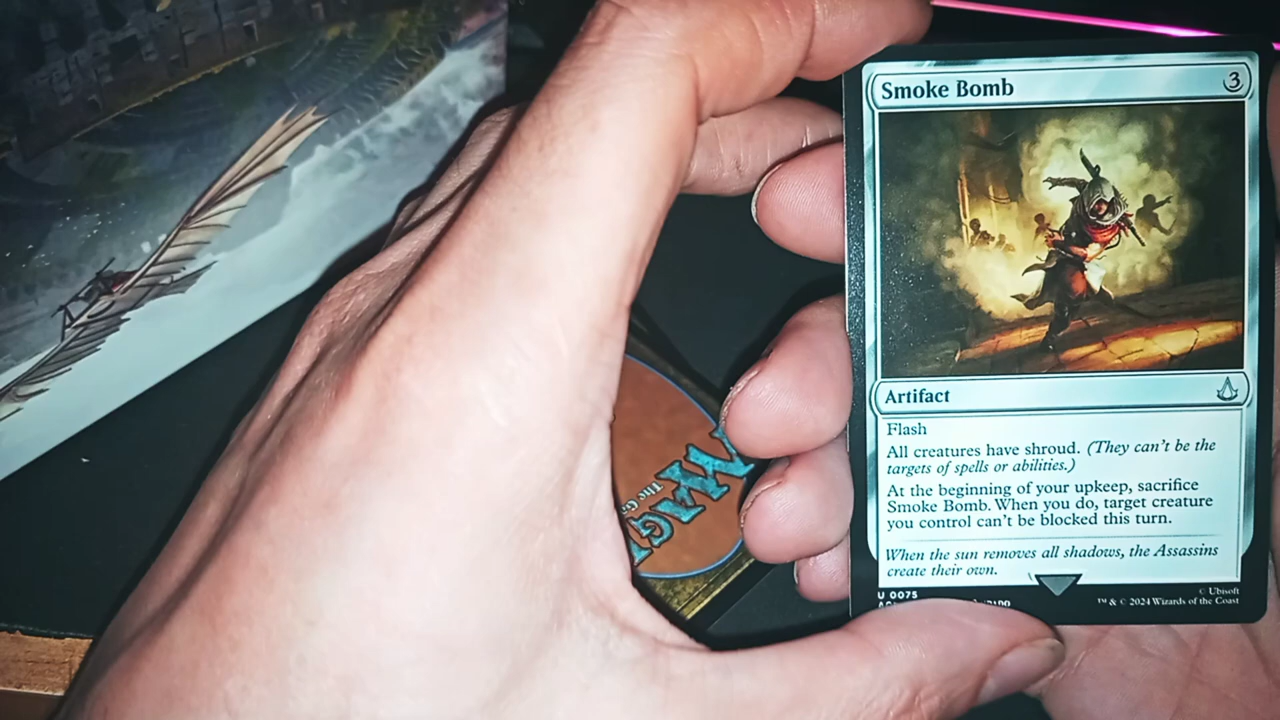 Smoke Bomb 3
Artifact
Flash
All creatures have shroud. (They can't be the
targets of spells or abilities.)
At the beginning of your upkeep, sacrifice
Smoke Bomb. When you do, target creature
you control can't be blocked this turn.
When the sun removes all shadows, the Assassins
create their own.
U 0075
© Ubisoft
™ & © 2024 Wizards of the Coast
The